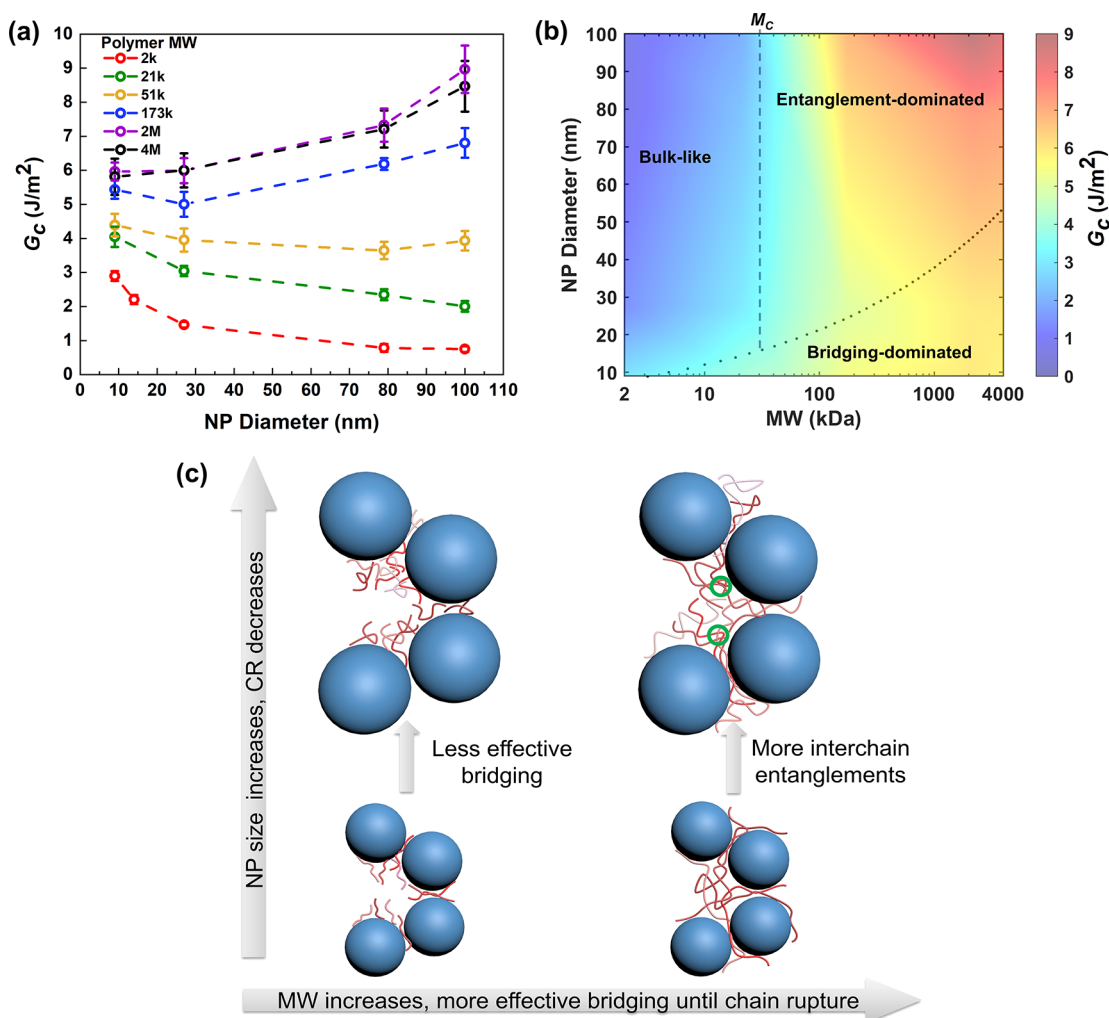 (a)
Polymer MW
2k
21k
51k
173k
2M
4M
10
9
8
7
6
5
4
3
2
1
0
G_C (J/m²)
0 10 20 30 40 50 60 70 80 90 100 110
NP Diameter (nm)
(b)
M_C
100
90
80
70
60
50
40
30
20
10
NP Diameter (nm)
Bulk-like
Entanglement-dominated
Bridging-dominated
2 10 100 1000 4000
MW (kDa)
9
8
7
6
5
4
3
2
1
0
G_C (J/m²)
(c)
NP size increases, CR decreases
Less effective
bridging
More interchain
entanglements
MW increases, more effective bridging until chain rupture